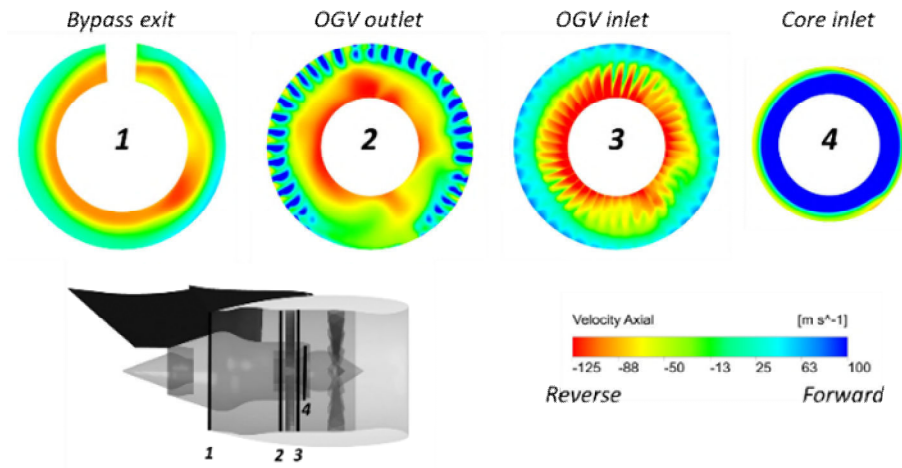 Bypass exit
OGV outlet
OGV inlet
Core inlet
1
2
3
4
Velocity Axial [m s^-1]
-125 -88 -50 -13 25 63 100
Reverse Forward
4
1 2 3